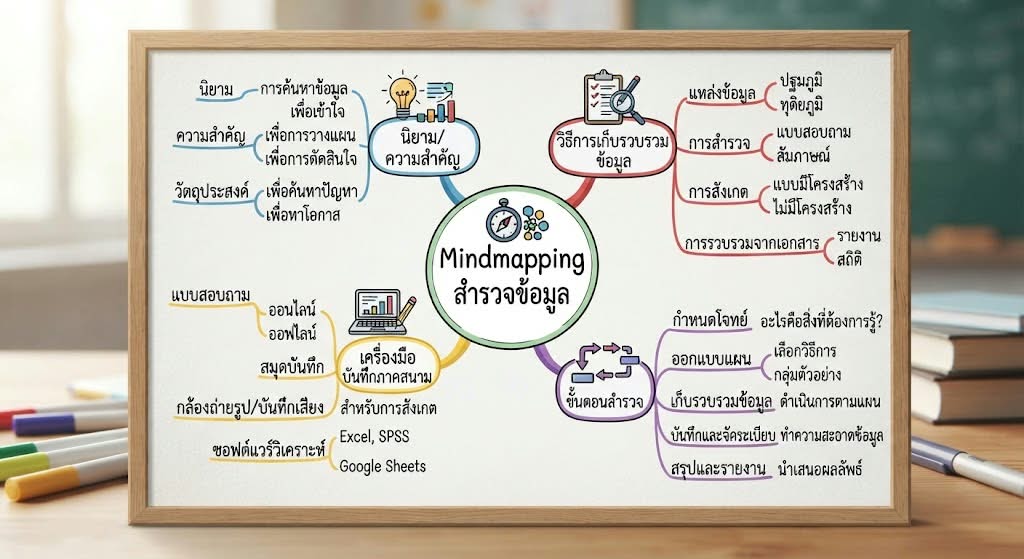 Mindmapping
สำรวจข้อมูล
นิยาม/
ความสำคัญ
นิยาม
การค้นหาข้อมูล
เพื่อเข้าใจ
ความสำคัญ
เพื่อการวางแผน
เพื่อการตัดสินใจ
วัตถุประสงค์
เพื่อค้นหาปัญหา
เพื่อหาโอกาส
วิธีการเก็บรวบรวม
ข้อมูล
แหล่งข้อมูล
ปฐมภูมิ
ทุติยภูมิ
การสำรวจ
แบบสอบถาม
สัมภาษณ์
การสังเกต
แบบมีโครงสร้าง
ไม่มีโครงสร้าง
การรวบรวมจากเอกสาร
รายงาน
สถิติ
เครื่องมือ
บันทึกภาคสนาม
แบบสอบถาม
ออนไลน์
ออฟไลน์
สมุดบันทึก
กล้องถ่ายรูป/บันทึกเสียง
สำหรับการสังเกต
ซอฟต์แวร์วิเคราะห์
Excel, SPSS
Google Sheets
ขั้นตอนสำรวจ
กำหนดโจทย์
อะไรคือสิ่งที่ต้องการรู้?
ออกแบบแผน
เลือกวิธีการ
กลุ่มตัวอย่าง
เก็บรวบรวมข้อมูล
ดำเนินการตามแผน
บันทึกและจัดระเบียบ
ทำความสะอาดข้อมูล
สรุปและรายงาน
นำเสนอผลลัพธ์